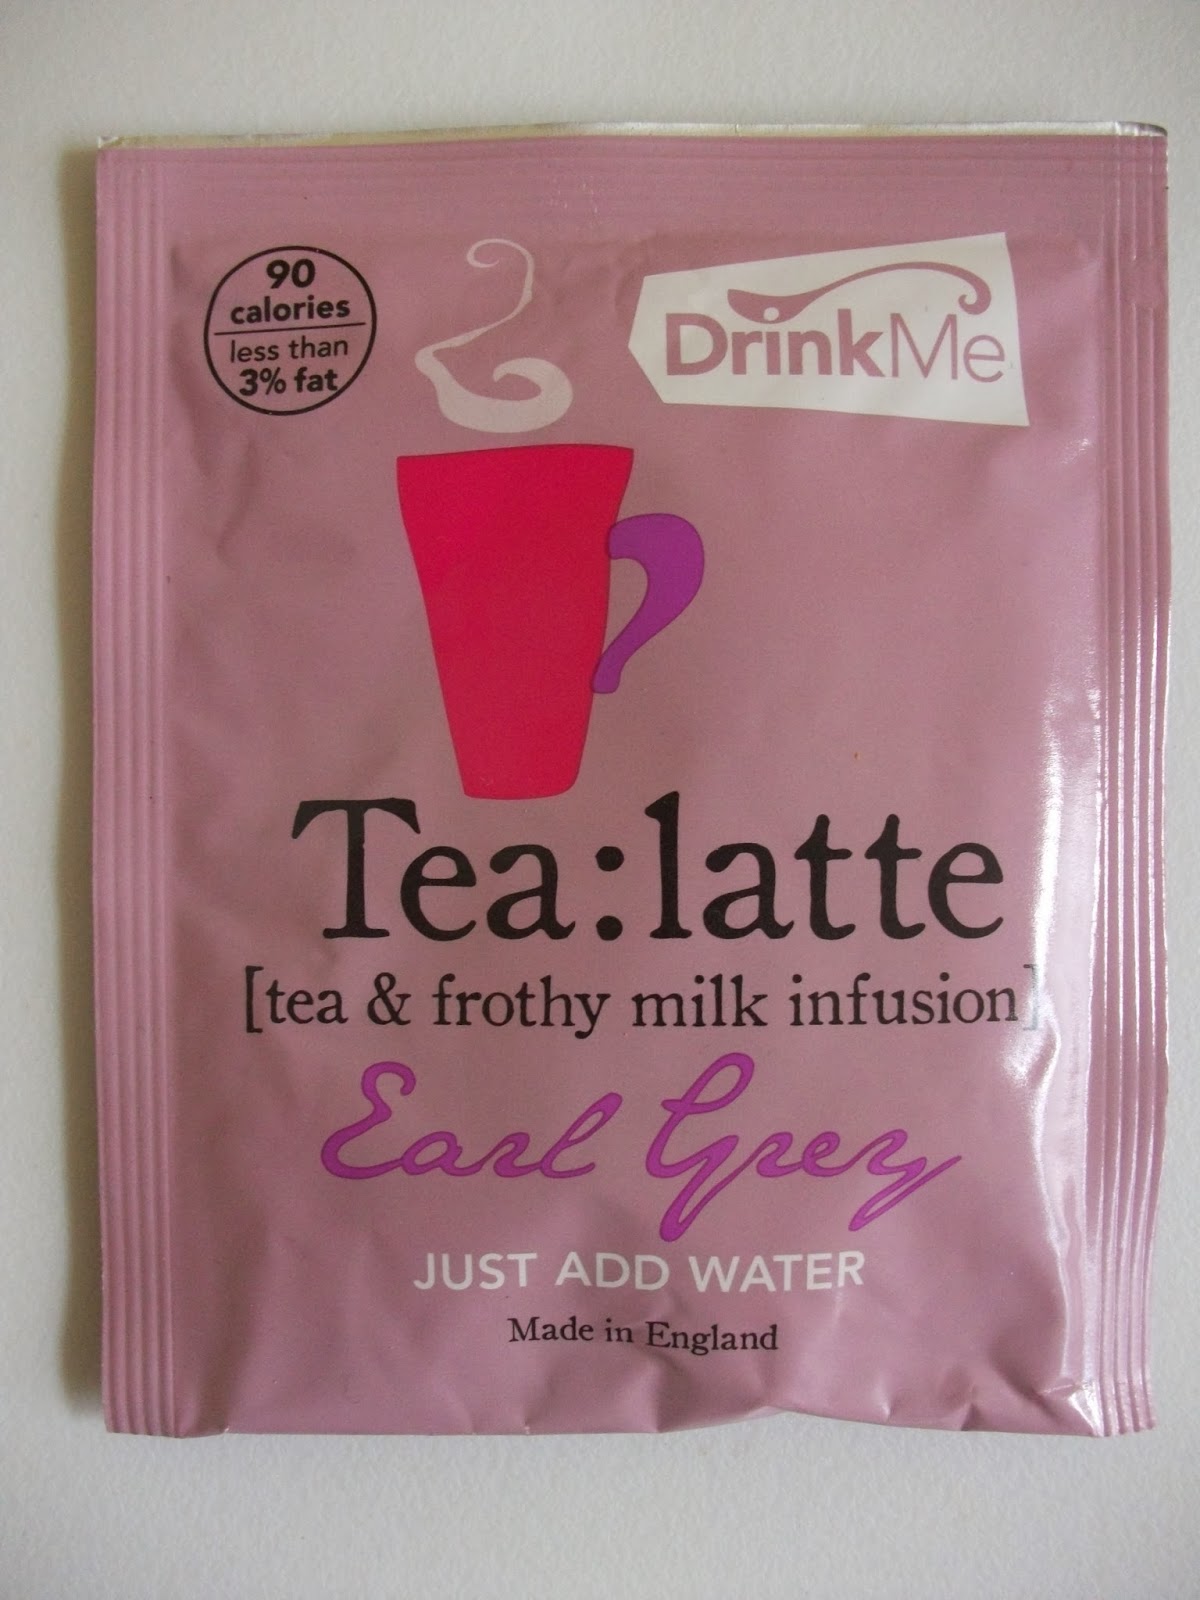 90
calories
less than
3% fat
DrinkMe
Tea:latte
[tea & frothy milk infusion]
Earl Grey
JUST ADD WATER
Made in England